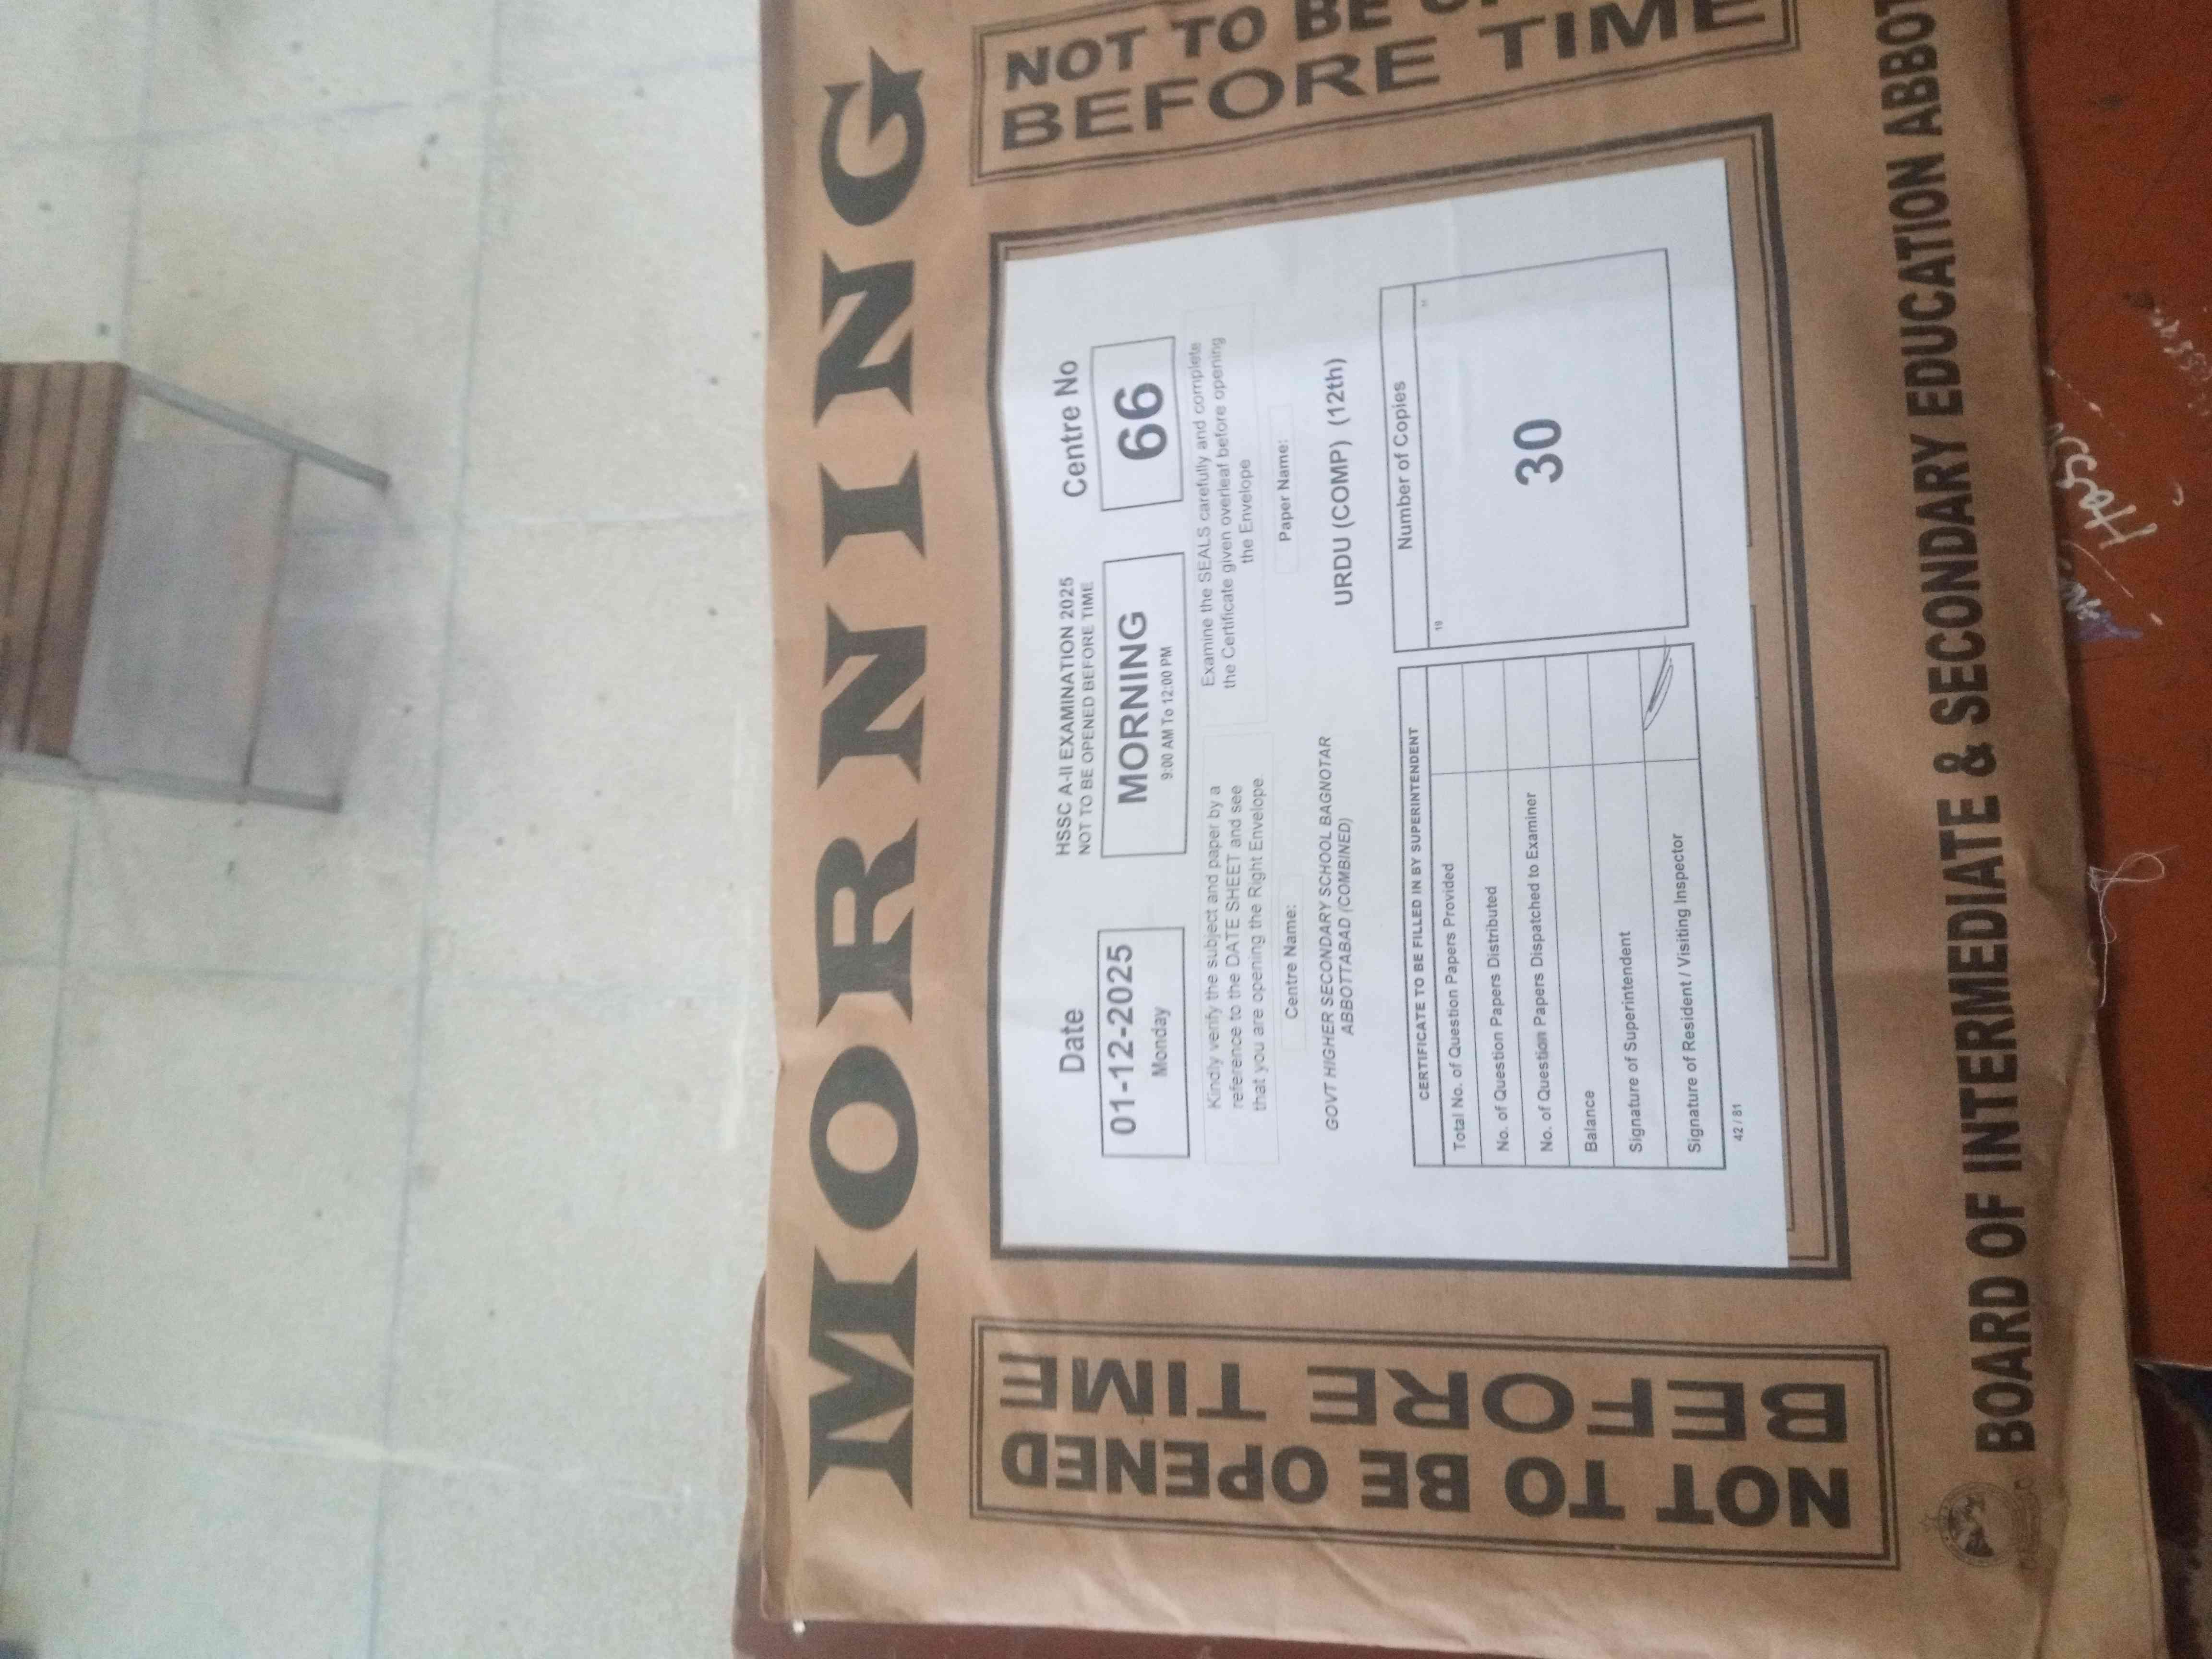 MORNING
NOT TO BE OPENED
BEFORE TIME
NOT TO BE
BEFORE TIME
Date
01-12-2025
Monday
HSSC A-II EXAMINATION 2025
NOT TO BE OPENED BEFORE TIME
MORNING
9:00 AM To 12:00 PM
Centre No
66
Kindly verify the subject and paper by a
reference to the DATE SHEET and see
that you are opening the Right Envelope
Examine the SEALS carefully and complete
the Certificate given overleaf before opening
the Envelope
Centre Name:
GOVT HIGHER SECONDARY SCHOOL BAGNOTAR
ABBOTTABAD (COMBINED)
Paper Name:
URDU (COMP) (12th)
CERTIFICATE TO BE FILLED IN BY SUPERINTENDENT
Total No. of Question Papers Provided
No. of Question Papers Distributed
No. of Question Papers Dispatched to Examiner
Balance
Signature of Superintendent
Signature of Resident / Visiting Inspector
Number of Copies
19
30
42 / 81
BOARD OF INTERMEDIATE & SECONDARY EDUCATION ABBOT